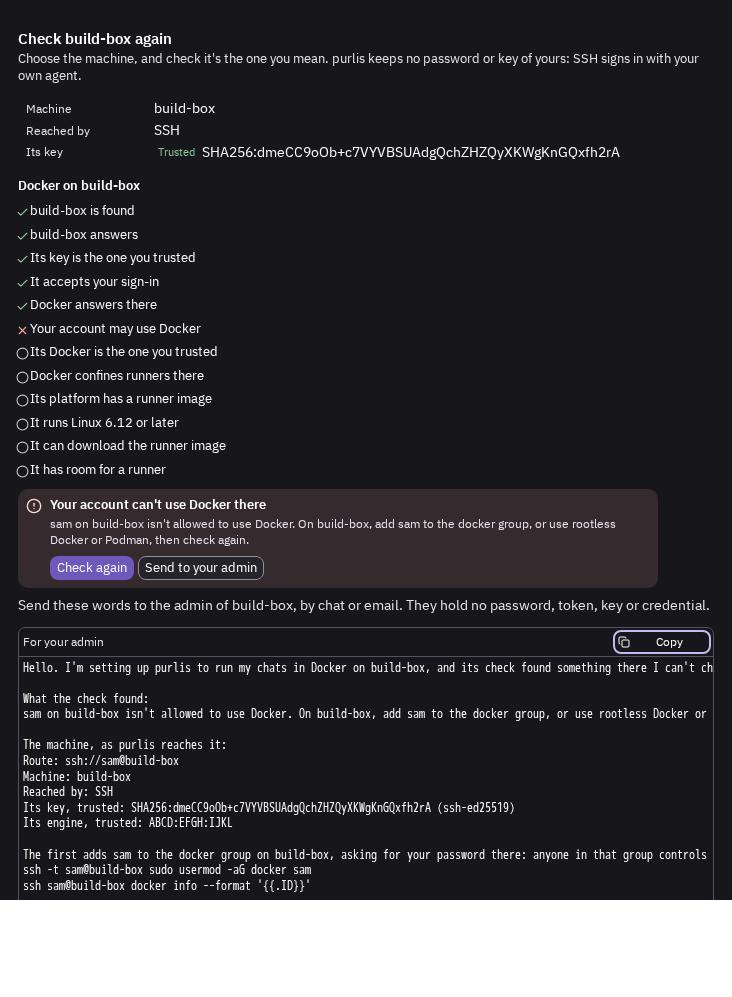 Check build-box again
Choose the machine, and check it's the one you mean. purlis keeps no password or key of yours: SSH signs in with your
own agent.
Machine build-box
Reached by SSH
Its key Trusted SHA256:dmeCC9oOb+c7VYVBSUAdgQchZHZQyXKWgKnGQxfh2rA
Docker on build-box
build-box is found
build-box answers
Its key is the one you trusted
It accepts your sign-in
Docker answers there
Your account may use Docker
Its Docker is the one you trusted
Docker confines runners there
Its platform has a runner image
It runs Linux 6.12 or later
It can download the runner image
It has room for a runner
Your account can't use Docker there
sam on build-box isn't allowed to use Docker. On build-box, add sam to the docker group, or use rootless
Docker or Podman, then check again.
Check again Send to your admin
Send these words to the admin of build-box, by chat or email. They hold no password, token, key or credential.
For your admin Copy
Hello. I'm setting up purlis to run my chats in Docker on build-box, and its check found something there I can't ch
What the check found:
sam on build-box isn't allowed to use Docker. On build-box, add sam to the docker group, or use rootless Docker or
The machine, as purlis reaches it:
Route: ssh://sam@build-box
Machine: build-box
Reached by: SSH
Its key, trusted: SHA256:dmeCC9oOb+c7VYVBSUAdgQchZHZQyXKWgKnGQxfh2rA (ssh-ed25519)
Its engine, trusted: ABCD:EFGH:IJKL
The first adds sam to the docker group on build-box, asking for your password there: anyone in that group controls
ssh -t sam@build-box sudo usermod -aG docker sam
ssh sam@build-box docker info --format '{{.ID}}'